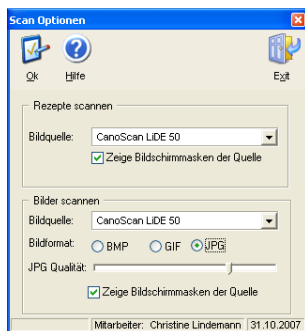 Scan Optionen
Ok
Hilfe
Exit
Rezepte scannen
Bildquelle: CanoScan LiDE 50
Zeige Bildschirmmasken der Quelle
Bilder scannen
Bildquelle: CanoScan LiDE 50
Bildformat: BMP GIF JPG
JPG Qualität:
Zeige Bildschirmmasken der Quelle
Mitarbeiter: Christine Lindemann 31.10.2007